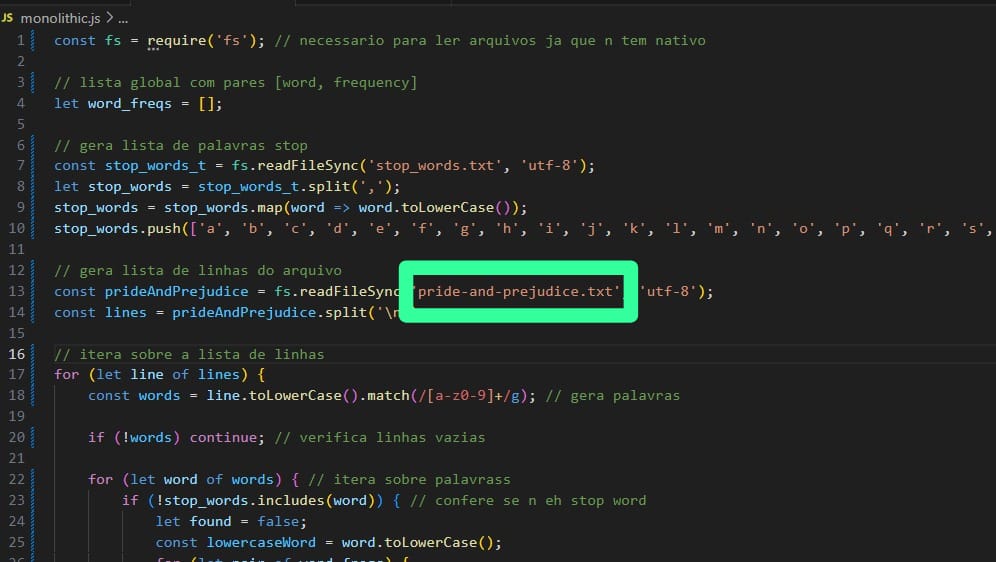 JS monolithic.js > ...
1 const fs = require('fs'); // necessario para ler arquivos ja que n tem nativo
2
3 // lista global com pares [word, frequency]
4 let word_freqs = [];
5
6 // gera lista de palavras stop
7 const stop_words_t = fs.readFileSync('stop_words.txt', 'utf-8');
8 let stop_words = stop_words_t.split(',');
9 stop_words = stop_words.map(word => word.toLowerCase());
10 stop_words.push(['a', 'b', 'c', 'd', 'e', 'f', 'g', 'h', 'i', 'j', 'k', 'l', 'm', 'n', 'o', 'p', 'q', 'r', 's',
11
12 // gera lista de linhas do arquivo
13 const prideAndPrejudice = fs.readFileSync 'pride-and-prejudice.txt' 'utf-8');
14 const lines = prideAndPrejudice.split('\n
15
16 // itera sobre a lista de linhas
17 for (let line of lines) {
18 const words = line.toLowerCase().match(/[a-z0-9]+/g); // gera palavras
19
20 if (!words) continue; // verifica linhas vazias
21
22 for (let word of words) { // itera sobre palavrass
23 if (!stop_words.includes(word)) { // confere se n eh stop word
24 let found = false;
25 const lowercaseWord = word.toLowerCase();